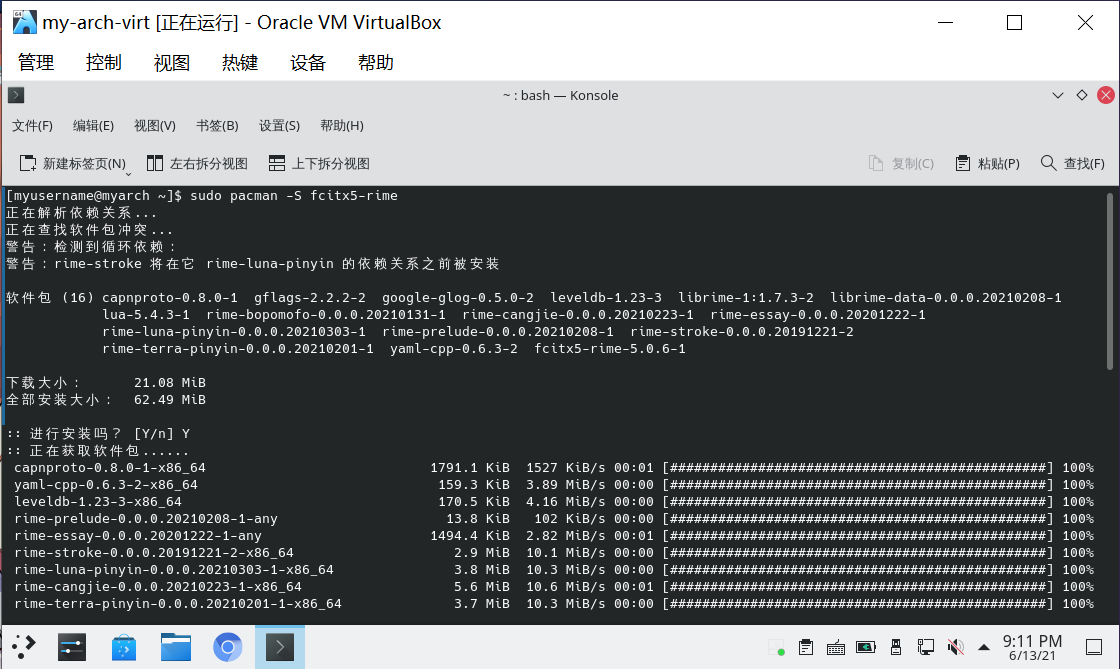 my-arch-virt [正在运行] - Oracle VM VirtualBox
管理 控制 视图 热键 设备 帮助
~ : bash — Konsole
文件(F) 编辑(E) 视图(V) 书签(B) 设置(S) 帮助(H)
新建标签页(N) 左右拆分视图 上下拆分视图 复制(C) 粘贴(P) 查找(F)
[myusername@myarch ~]$ sudo pacman -S fcitx5-rime
正在解析依赖关系...
正在查找软件包冲突...
警告：检测到循环依赖：
警告：rime-stroke 将在它 rime-luna-pinyin 的依赖关系之前被安装
软件包 (16) capnproto-0.8.0-1 gflags-2.2.2-2 google-glog-0.5.0-2 leveldb-1.23-3 librime-1:1.7.3-2 librime-data-0.0.0.20210208-1
lua-5.4.3-1 rime-bopomofo-0.0.0.20210131-1 rime-cangjie-0.0.0.20210223-1 rime-essay-0.0.0.20201222-1
rime-luna-pinyin-0.0.0.20210303-1 rime-prelude-0.0.0.20210208-1 rime-stroke-0.0.0.20191221-2
rime-terra-pinyin-0.0.0.20210201-1 yaml-cpp-0.6.3-2 fcitx5-rime-5.0.6-1
下载大小： 21.08 MiB
全部安装大小： 62.49 MiB
:: 进行安装吗？ [Y/n] Y
:: 正在获取软件包......
capnproto-0.8.0-1-x86_64 1791.1 KiB 1527 KiB/s 00:01 [###############################################] 100%
yaml-cpp-0.6.3-2-x86_64 159.3 KiB 3.89 MiB/s 00:00 [###############################################] 100%
leveldb-1.23-3-x86_64 170.5 KiB 4.16 MiB/s 00:00 [###############################################] 100%
rime-prelude-0.0.0.20210208-1-any 13.8 KiB 102 KiB/s 00:00 [###############################################] 100%
rime-essay-0.0.0.20201222-1-any 1494.4 KiB 2.82 MiB/s 00:01 [###############################################] 100%
rime-stroke-0.0.0.20191221-2-x86_64 2.9 MiB 10.1 MiB/s 00:00 [###############################################] 100%
rime-luna-pinyin-0.0.0.20210303-1-x86_64 3.8 MiB 10.3 MiB/s 00:00 [###############################################] 100%
rime-cangjie-0.0.0.20210223-1-x86_64 5.6 MiB 10.6 MiB/s 00:01 [###############################################] 100%
rime-terra-pinyin-0.0.0.20210201-1-x86_64 3.7 MiB 10.3 MiB/s 00:00 [###############################################] 100%
9:11 PM
6/13/21